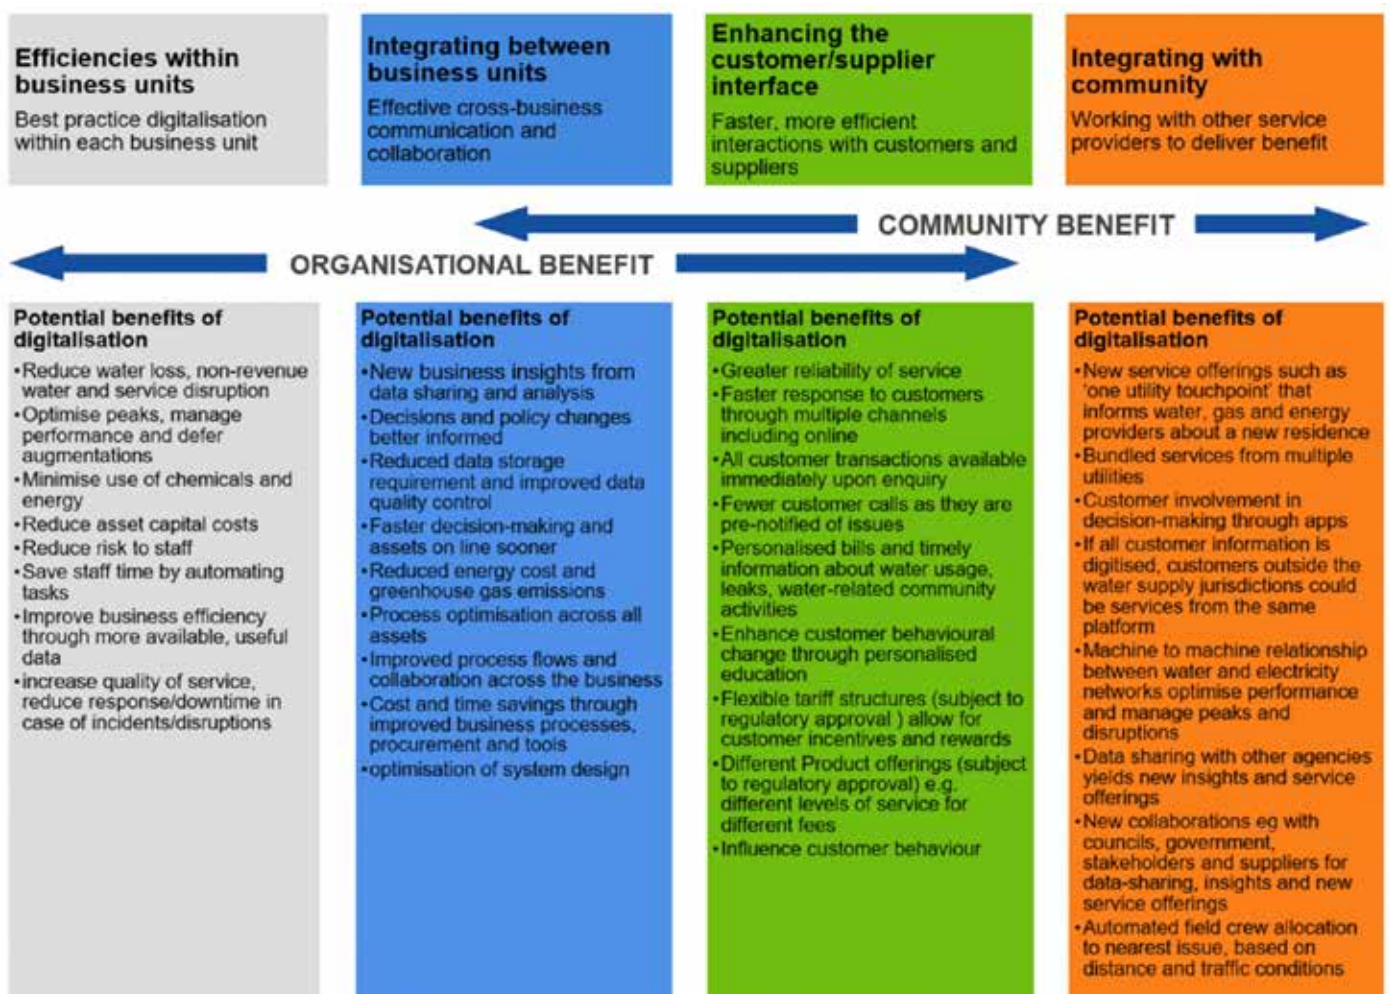 Efficiencies within
business units
Best practice digitalisation
within each business unit
Integrating between
business units
Effective cross-business
communication and
collaboration
Enhancing the
customer/supplier
interface
Faster, more efficient
interactions with customers and
suppliers
Integrating with
community
Working with other service
providers to deliver benefit
COMMUNITY BENEFIT
ORGANISATIONAL BENEFIT
Potential benefits of
digitalisation
•Reduce water loss, non-revenue
water and service disruption
•Optimise peaks, manage
performance and defer
augmentations
•Minimise use of chemicals and
energy
•Reduce asset capital costs
•Reduce risk to staff
•Save staff time by automating
tasks
•Improve business efficiency
through more available, useful
data
•increase quality of service,
reduce response/downtime in
case of incidents/disruptions
Potential benefits of
digitalisation
•New business insights from
data sharing and analysis
•Decisions and policy changes
better informed
•Reduced data storage
requirement and improved data
quality control
•Faster decision-making and
assets on line sooner
•Reduced energy cost and
greenhouse gas emissions
•Process optimisation across all
assets
•Improved process flows and
collaboration across the business
•Cost and time savings through
improved business processes,
procurement and tools
•optimisation of system design
Potential benefits of
digitalisation
•Greater reliability of service
•Faster response to customers
through multiple channels
including online
•All customer transactions available
immediately upon enquiry
•Fewer customer calls as they are
pre-notified of issues
•Personalised bills and timely
information about water usage,
leaks, water-related community
activities
•Enhance customer behavioural
change through personalised
education
•Flexible tariff structures (subject to
regulatory approval ) allow for
customer incentives and rewards
•Different Product offerings (subject
to regulatory approval) e.g.
different levels of service for
different fees
•Influence customer behaviour
Potential benefits of
digitalisation
•New service offerings such as
‘one utility touchpoint’ that
informs water, gas and energy
providers about a new residence
•Bundled services from multiple
utilities
•Customer involvement in
decision-making through apps
•If all customer information is
digitised, customers outside the
water supply jurisdictions could
be services from the same
platform
•Machine to machine relationship
between water and electricity
networks optimise performance
and manage peaks and
disruptions
•Data sharing with other agencies
yields new insights and service
offerings
•New collaborations eg with
councils, government,
stakeholders and suppliers for
data-sharing, insights and new
service offerings
•Automated field crew allocation
to nearest issue, based on
distance and traffic conditions